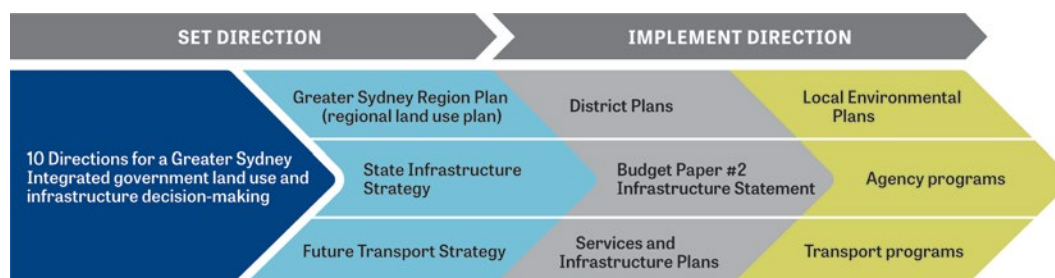 SET DIRECTION
IMPLEMENT DIRECTION
10 Directions for a Greater Sydney
Integrated government land use and
infrastructure decision-making
Greater Sydney Region Plan
(regional land use plan)
District Plans
Local Environmental
Plans
State Infrastructure
Strategy
Budget Paper #2
Infrastructure Statement
Agency programs
Future Transport Strategy
Services and
Infrastructure Plans
Transport programs